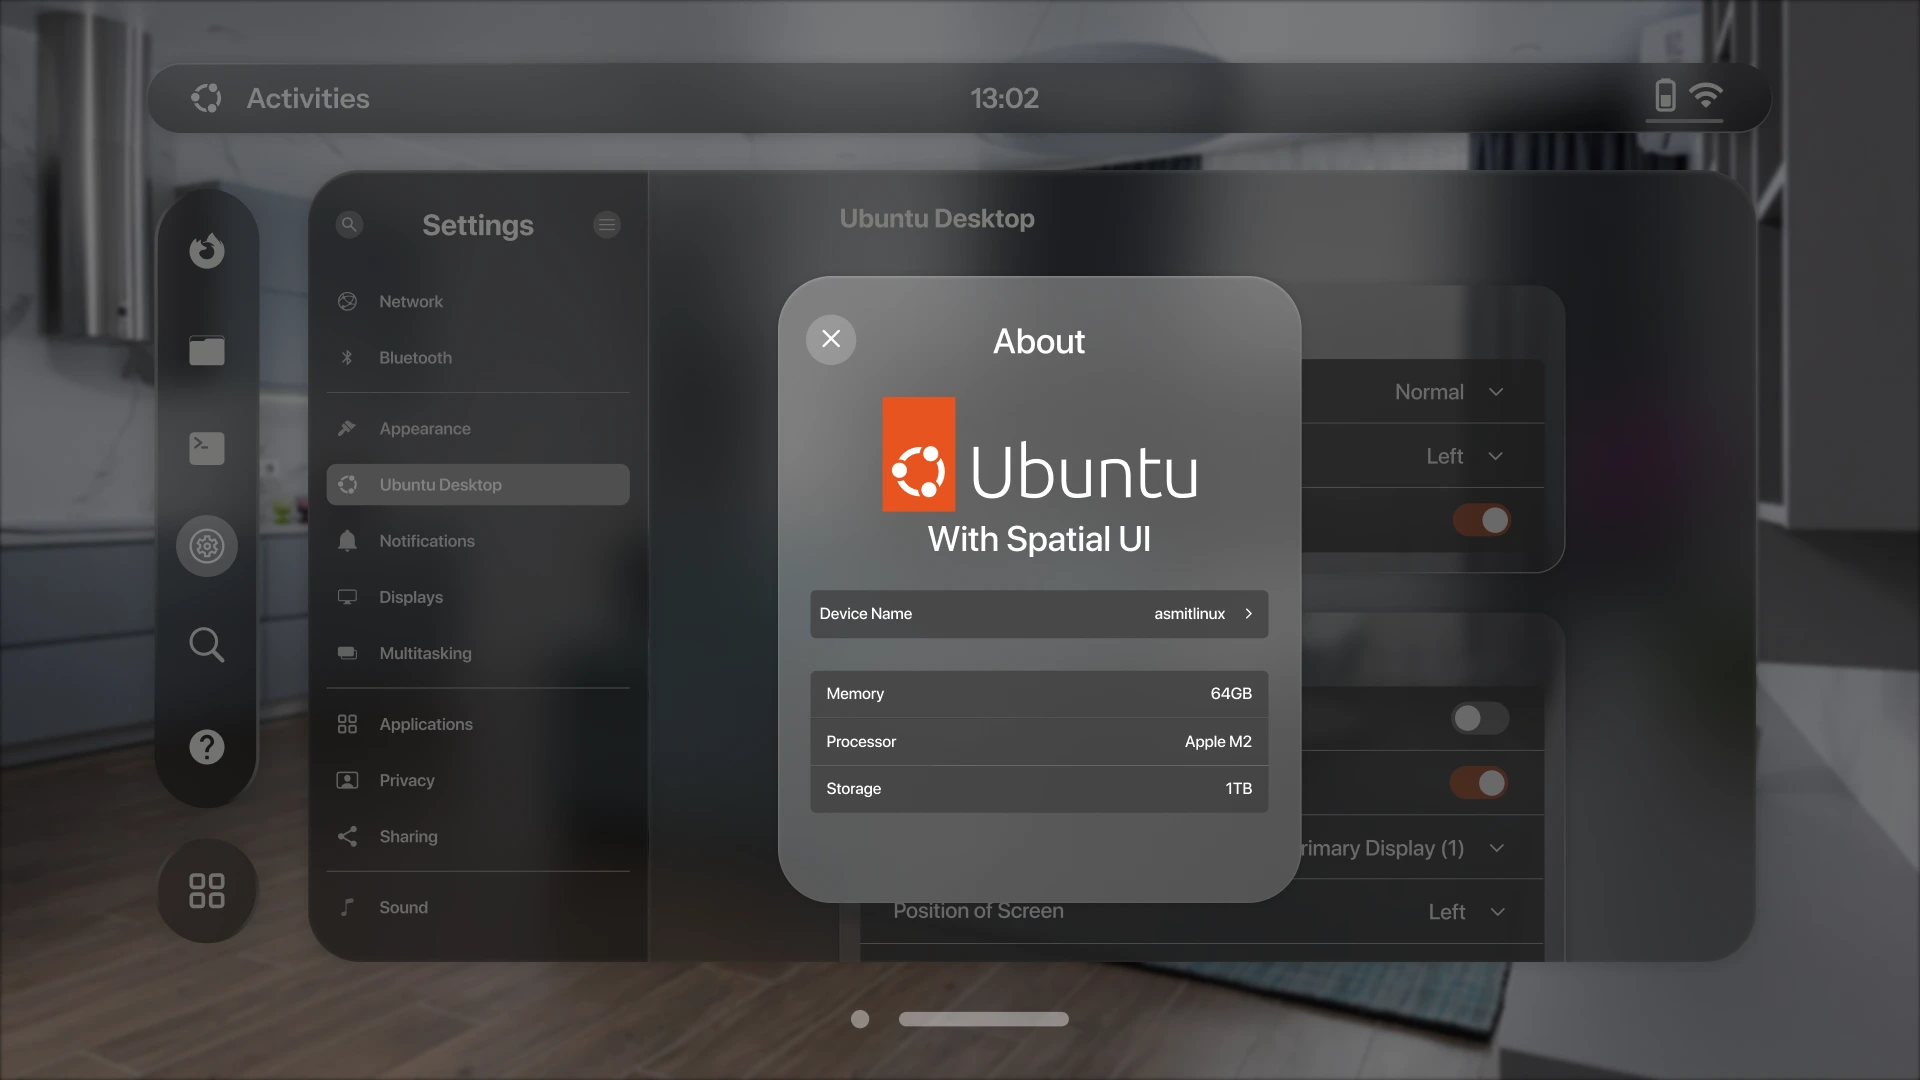 Activities
13:02
Settings
Network
Bluetooth
Appearance
Ubuntu Desktop
Notifications
Displays
Multitasking
Applications
Privacy
Sharing
Sound
Ubuntu Desktop
Normal
Left
rimary Display (1)
Position of Screen
Left
About
Ubuntu
With Spatial UI
Device Name
asmitlinux
Memory
64GB
Processor
Apple M2
Storage
1TB